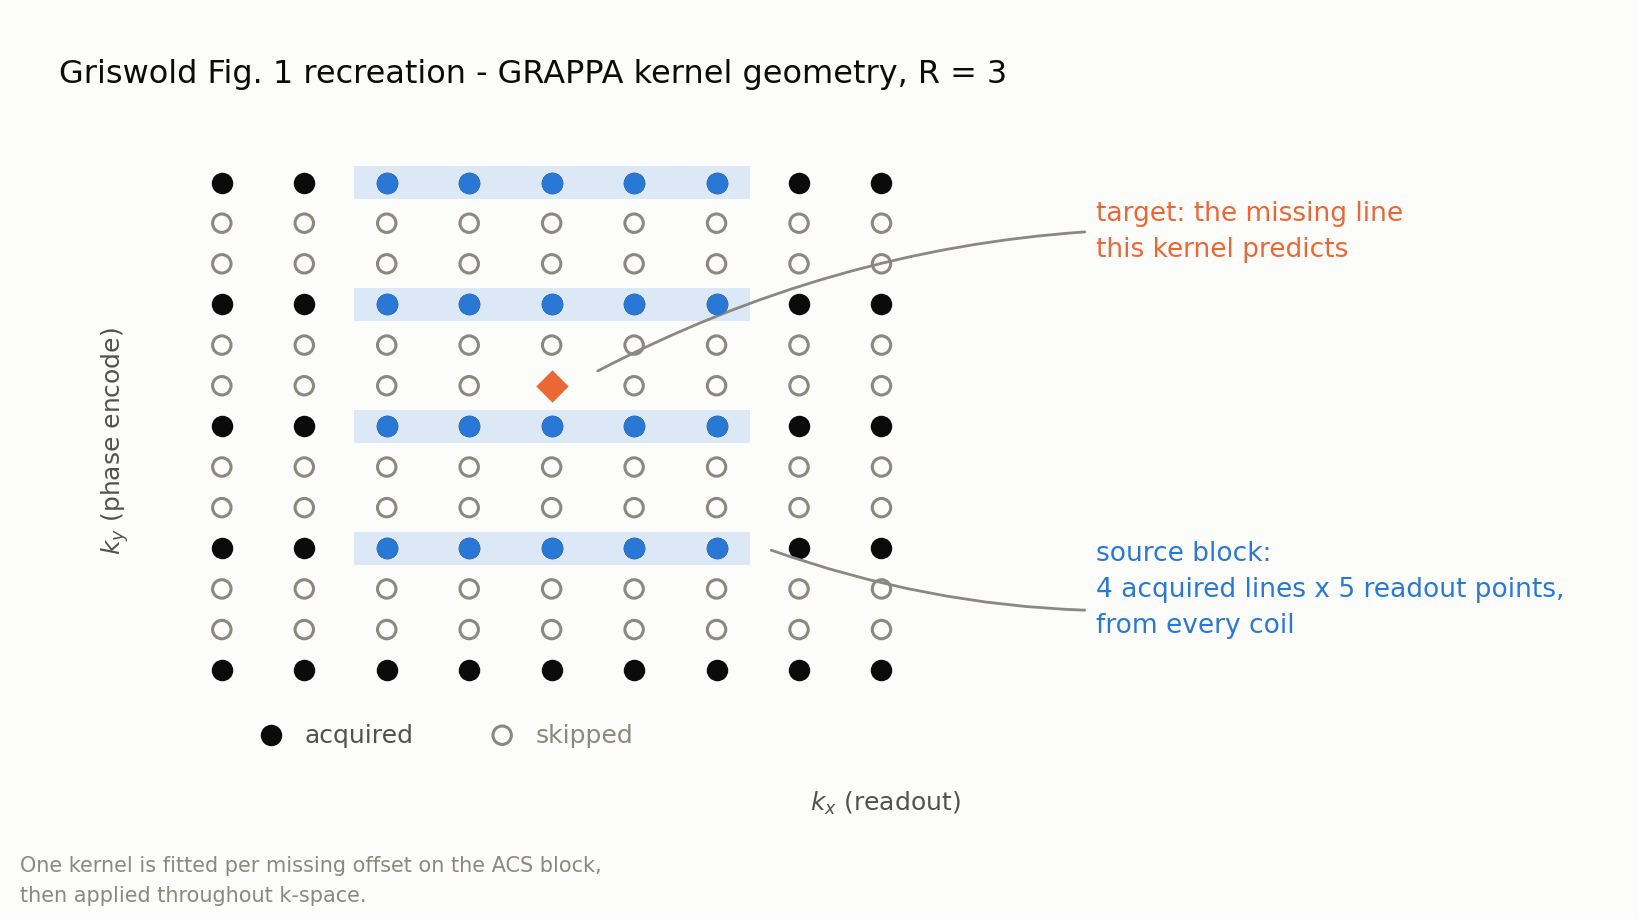 Griswold Fig. 1 recreation - GRAPPA kernel geometry, R = 3
target: the missing line
this kernel predicts
k_y (phase encode)
source block:
4 acquired lines x 5 readout points,
from every coil
acquired
skipped
k_x (readout)
One kernel is fitted per missing offset on the ACS block,
then applied throughout k-space.